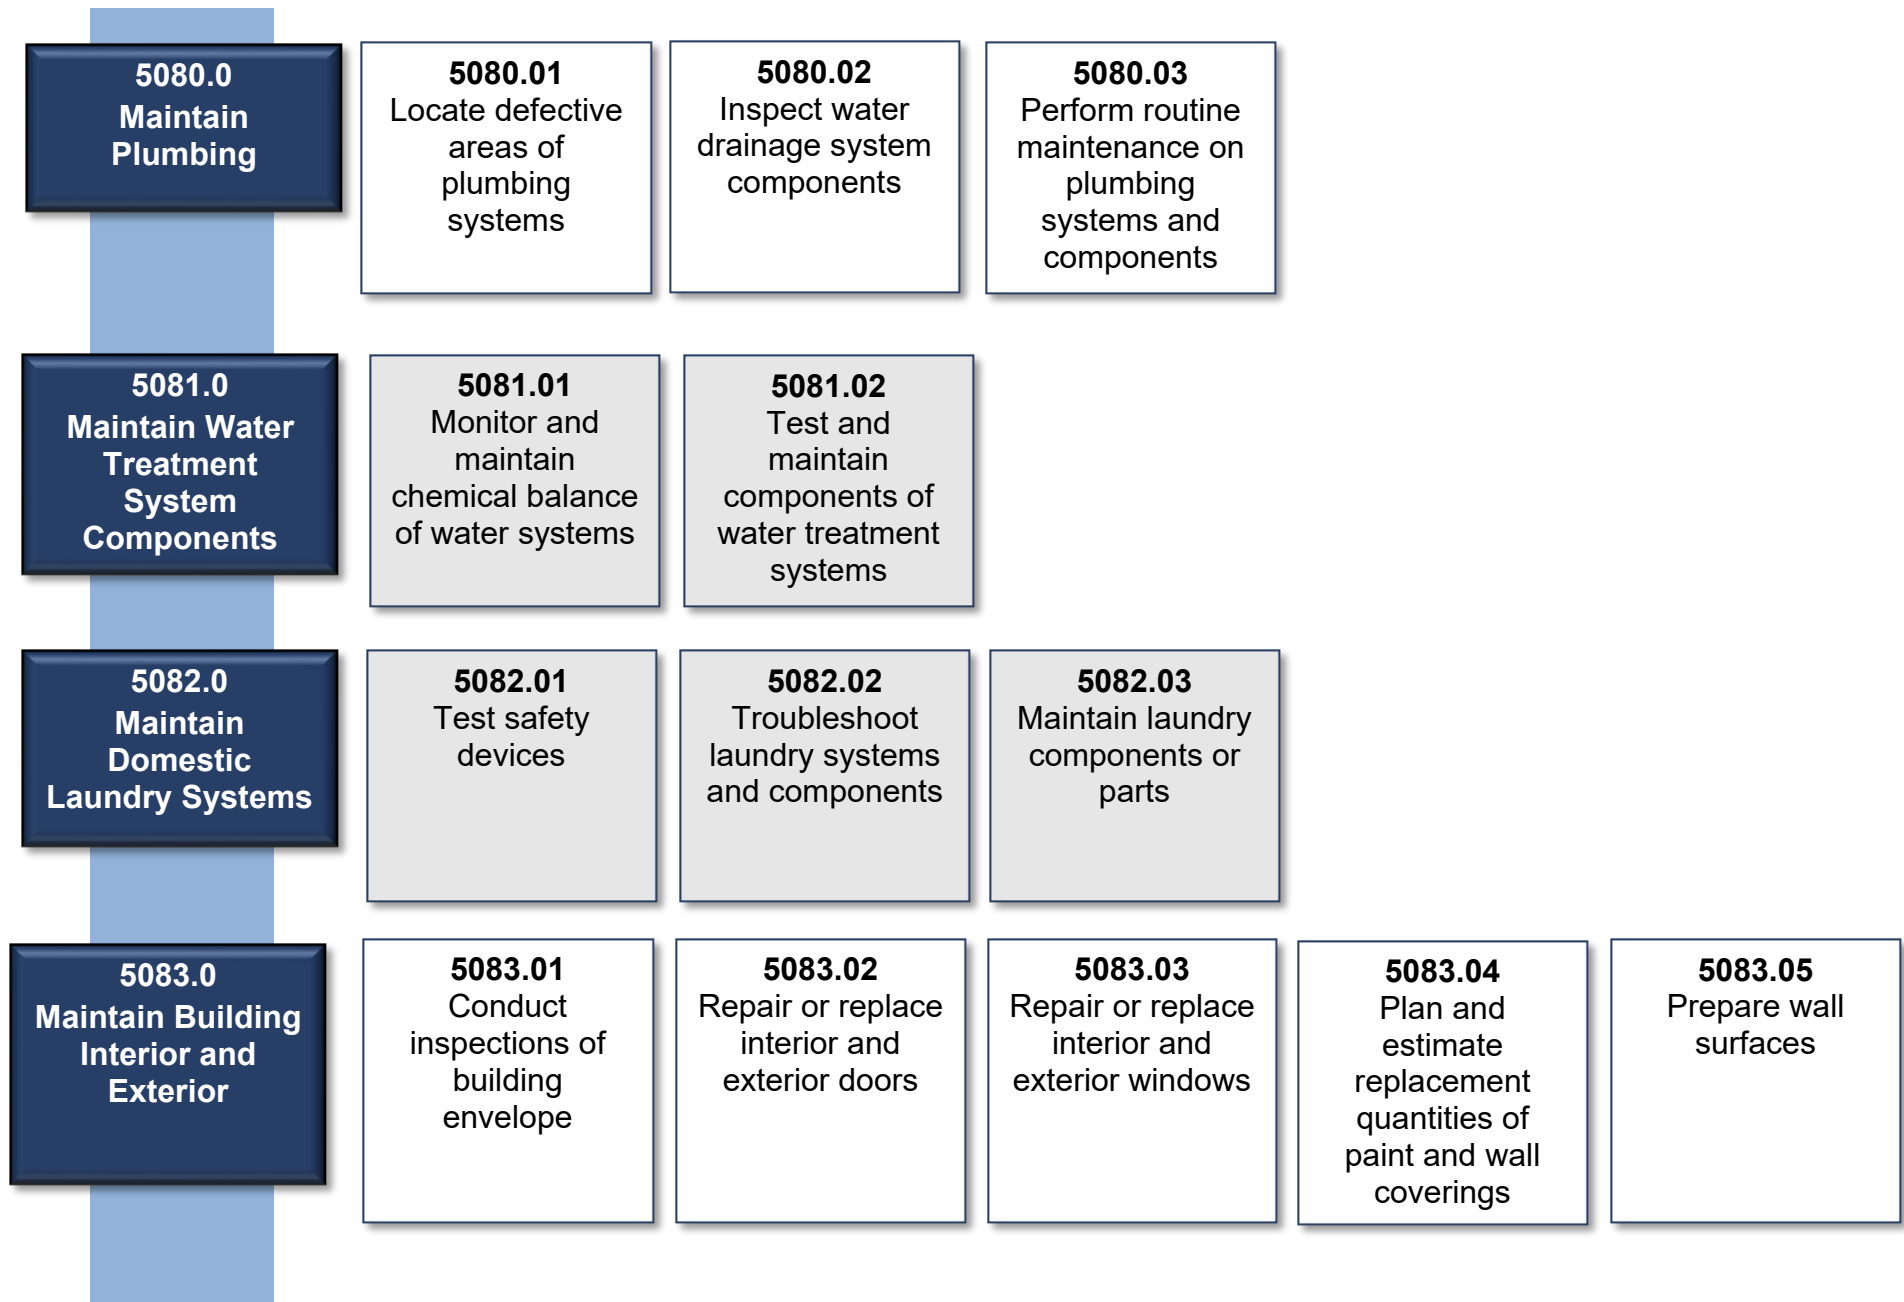 5080.0
Maintain
Plumbing
5080.01
Locate defective
areas of
plumbing
systems
5080.02
Inspect water
drainage system
components
5080.03
Perform routine
maintenance on
plumbing
systems and
components
5081.0
Maintain Water
Treatment
System
Components
5081.01
Monitor and
maintain
chemical balance
of water systems
5081.02
Test and
maintain
components of
water treatment
systems
5082.0
Maintain
Domestic
Laundry Systems
5082.01
Test safety
devices
5082.02
Troubleshoot
laundry systems
and components
5082.03
Maintain laundry
components or
parts
5083.0
Maintain Building
Interior and
Exterior
5083.01
Conduct
inspections of
building
envelope
5083.02
Repair or replace
interior and
exterior doors
5083.03
Repair or replace
interior and
exterior windows
5083.04
Plan and
estimate
replacement
quantities of
paint and wall
coverings
5083.05
Prepare wall
surfaces